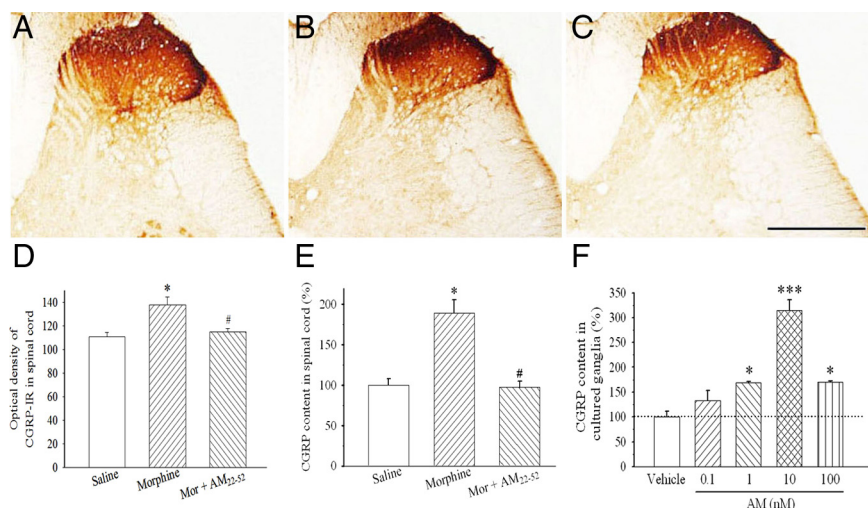 A
B
C
D
Optical density of
CGRP-IR in spinal cord
140
120
100
80
60
40
20
0
*
#
Saline
Morphine
Mor + AM22-52
E
CGRP content in spinal cord (%)
200
150
100
50
0
*
#
Saline
Morphine
Mor + AM22-52
F
CGRP content in
cultured ganglia (%)
350
300
250
200
150
100
50
0
*
***
*
Vehicle
0.1
1
10
100
AM (nM)